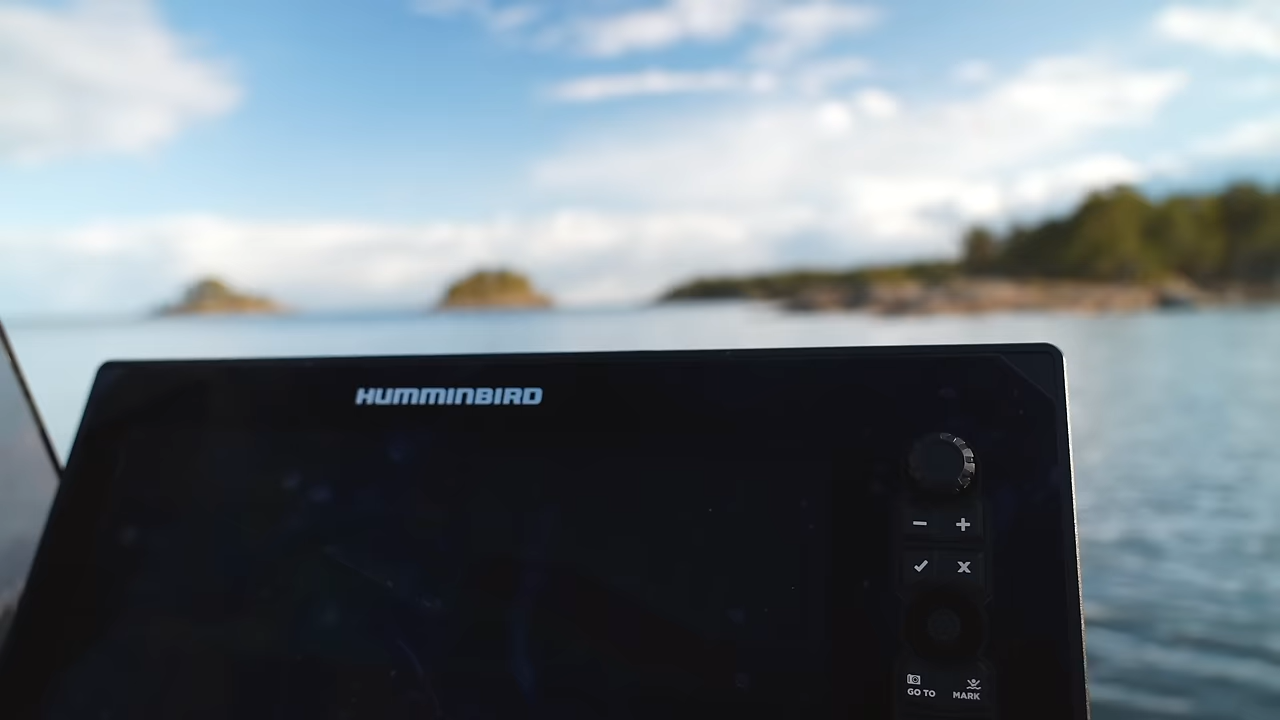 HUMMINBIRD
- +
✓ X
GO TO MARK